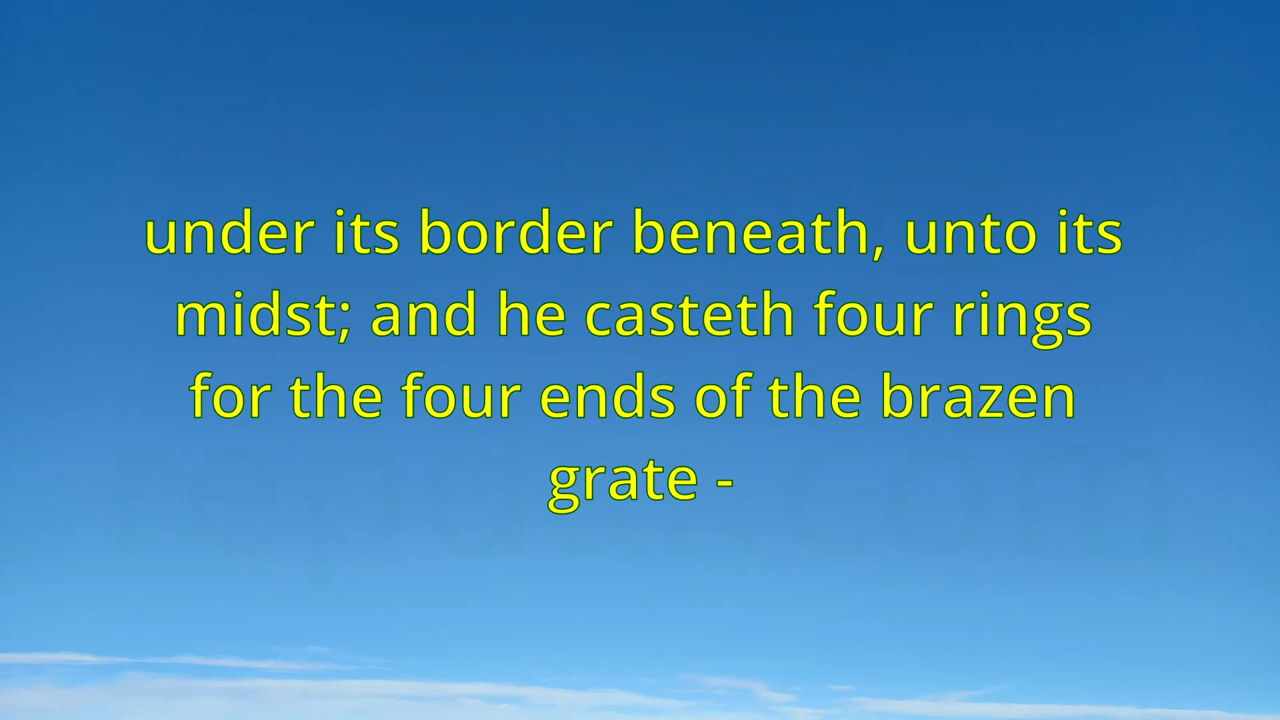 under its border beneath, unto its
midst; and he casteth four rings
for the four ends of the brazen
grate -